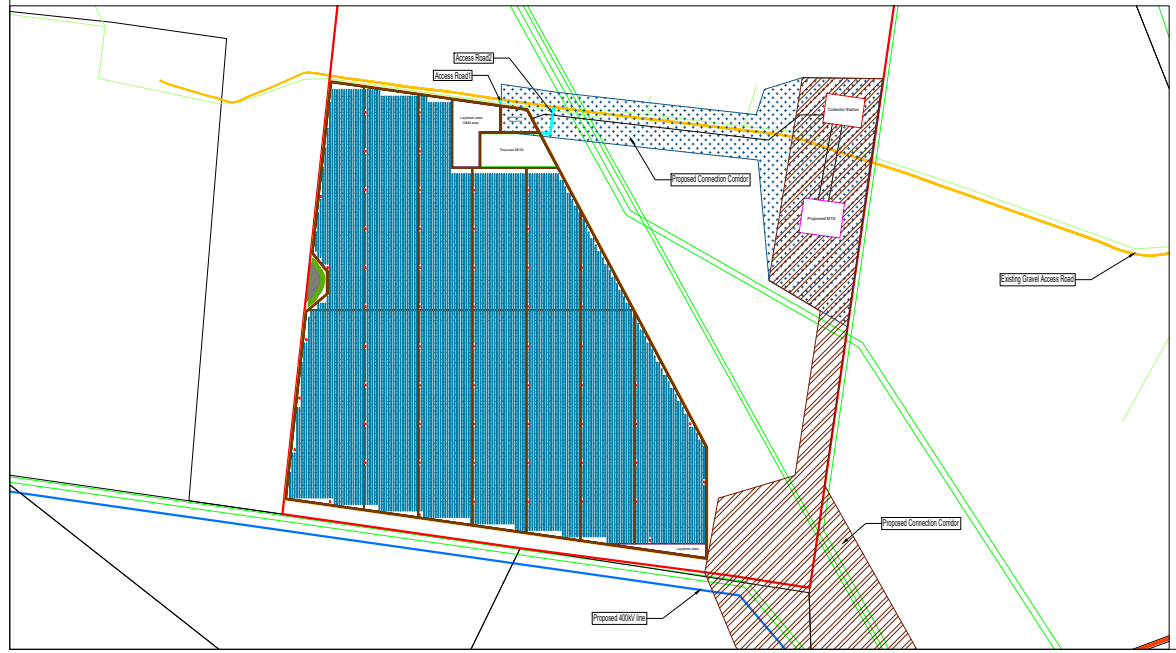 Access Road2
Access Road1
Laydown area
O&M area
Proposed BESS
Collector Station
Proposed Connection Corridor
Proposed MTS
Existing Gravel Access Road
Proposed Connection Corridor
Laydown area
Proposed 400kV line